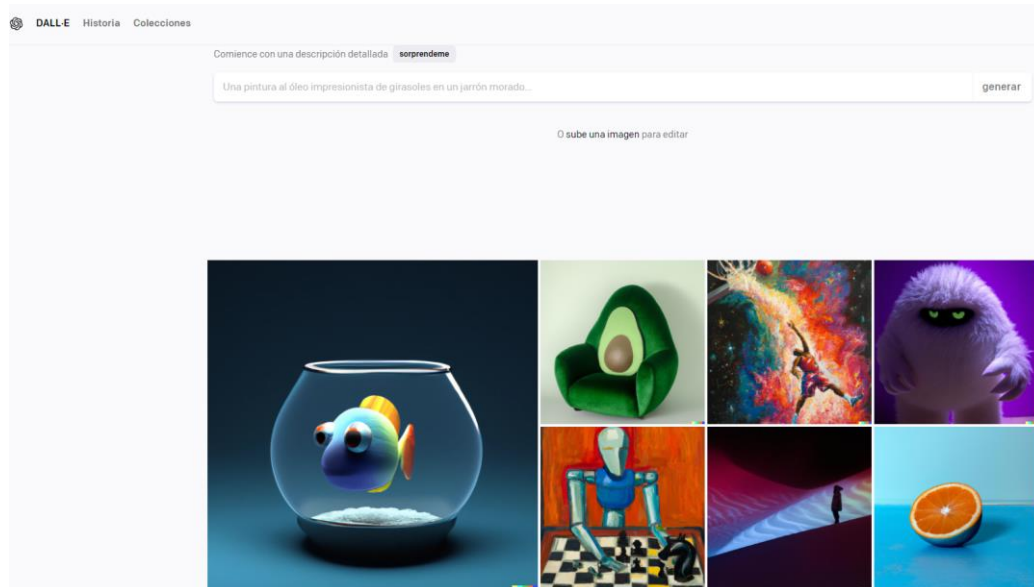 DALL·E Historia Colecciones
Comience con una descripción detallada sorprendeme
Una pintura al óleo impresionista de girasoles en un jarrón morado... generar
O sube una imagen para editar